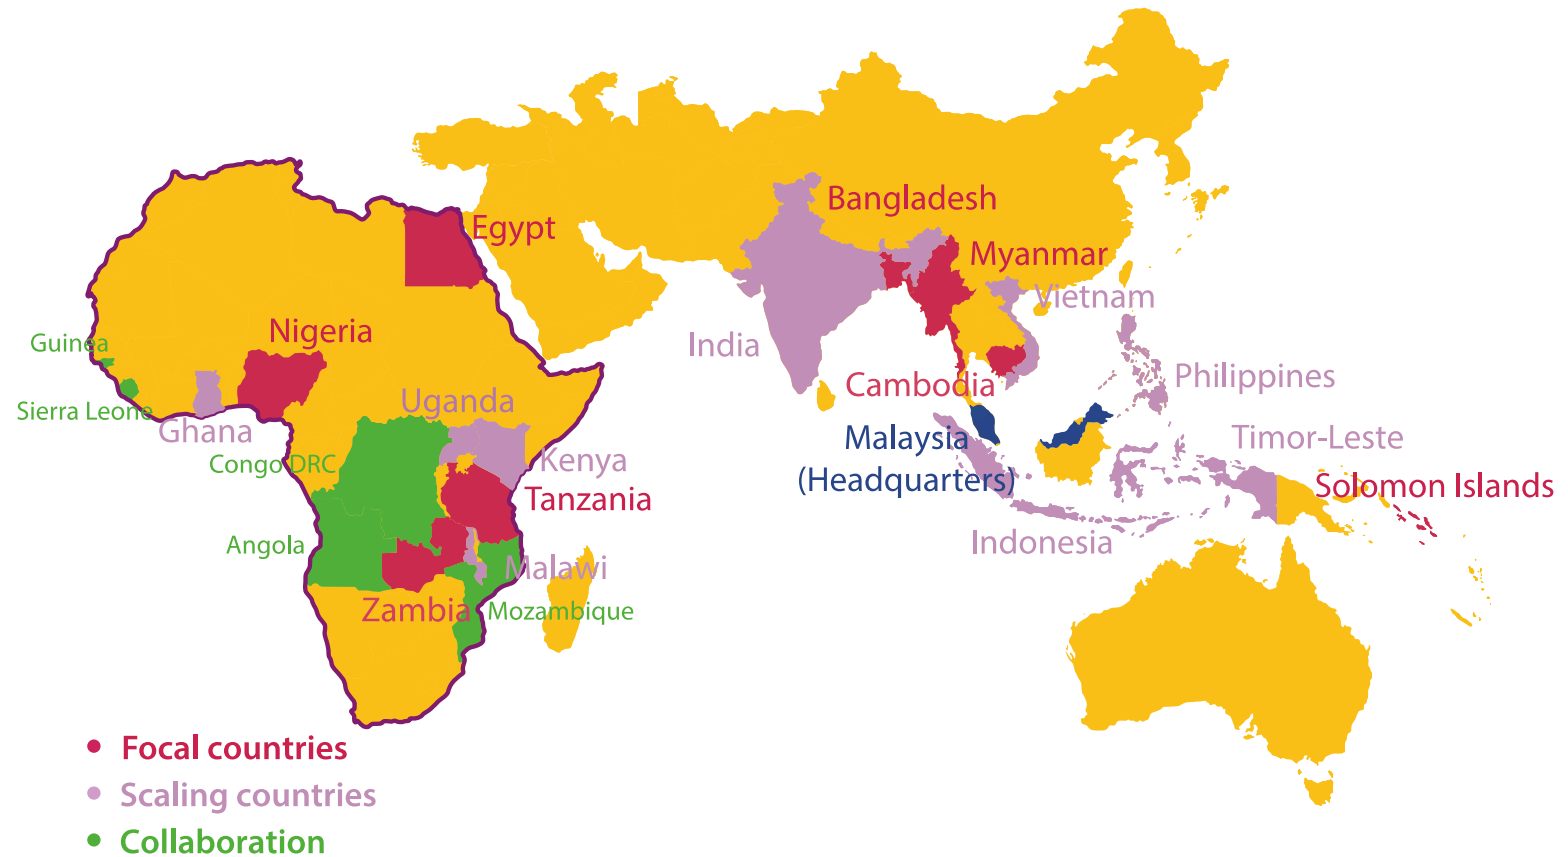 Bangladesh
Egypt
Myanmar
Vietnam
Nigeria
Guinea
India
Philippines
Cambodia
Uganda
Sierra Leone
Ghana
Malaysia
(Headquarters)
Timor-Leste
Congo DRC
Kenya
Tanzania
Solomon Islands
Indonesia
Angola
Malawi
Zambia
Mozambique
• Focal countries
• Scaling countries
• Collaboration